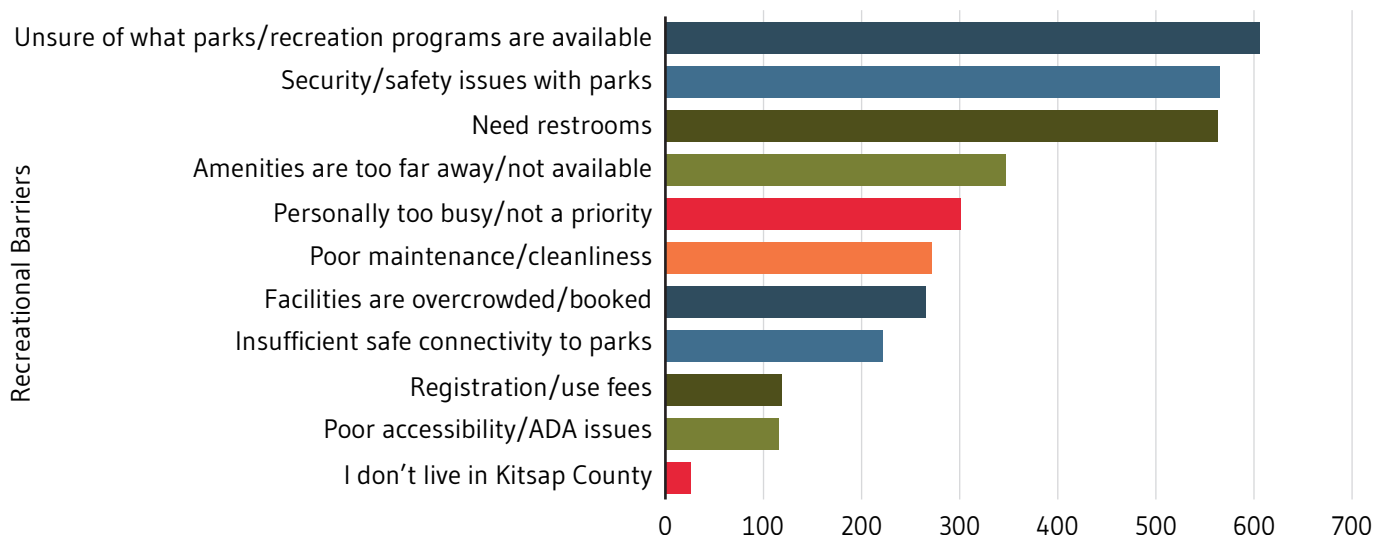 Recreational Barriers
Unsure of what parks/recreation programs are available
Security/safety issues with parks
Need restrooms
Amenities are too far away/not available
Personally too busy/not a priority
Poor maintenance/cleanliness
Facilities are overcrowded/booked
Insufficient safe connectivity to parks
Registration/use fees
Poor accessibility/ADA issues
I don’t live in Kitsap County
0 100 200 300 400 500 600 700